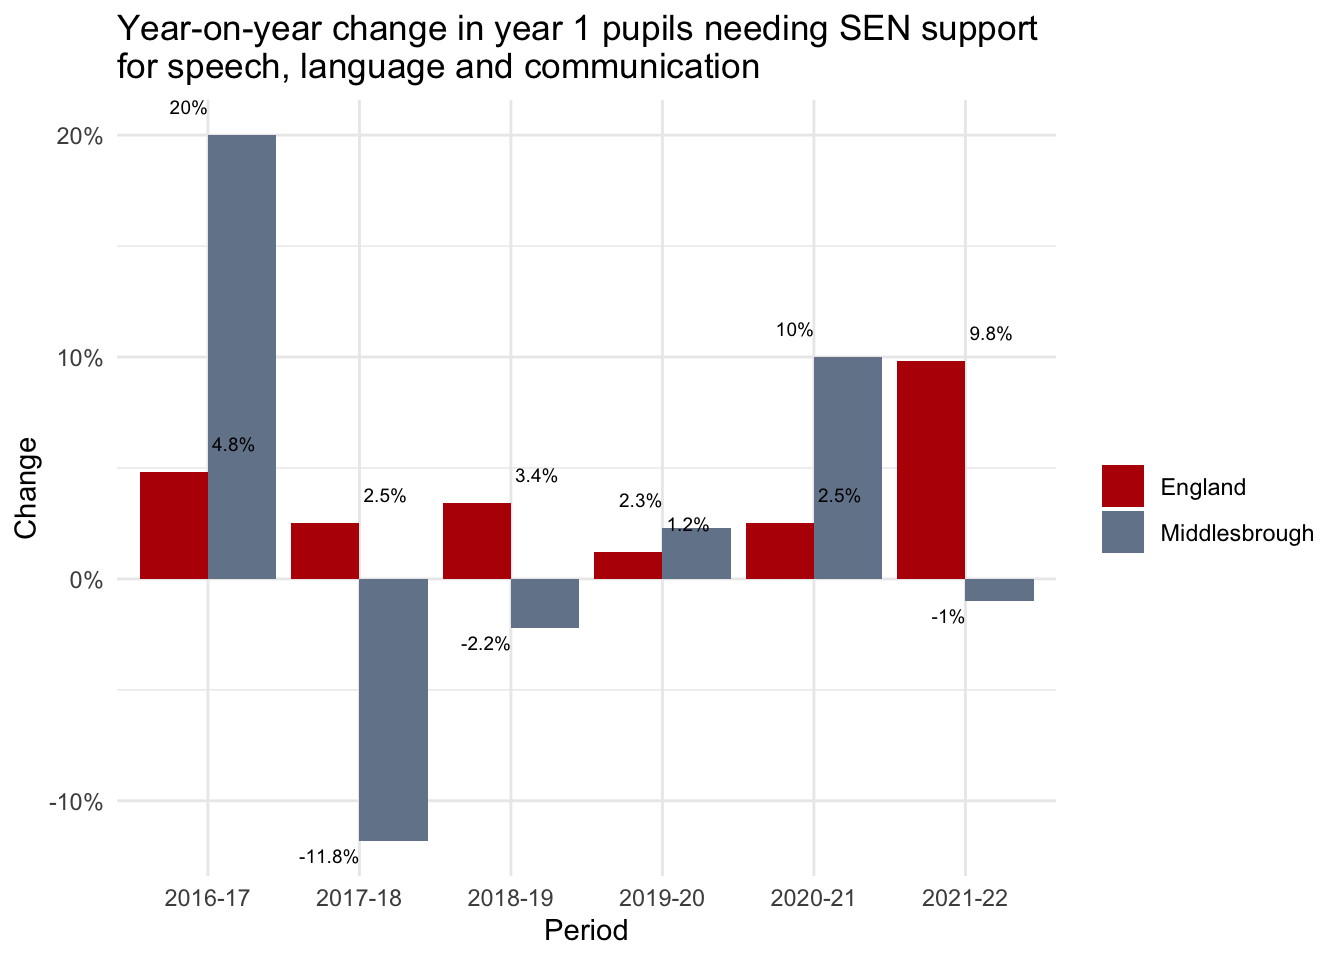 Year-on-year change in year 1 pupils needing SEN support
for speech, language and communication
20%
20%
10%
9.8%
10%
4.8%
3.4%
2.5%
2.5%
2.3%
1.2%
Change
England
Middlesbrough
0%
-1%
-2.2%
-10%
-11.8%
2016-17 2017-18 2018-19 2019-20 2020-21 2021-22
Period